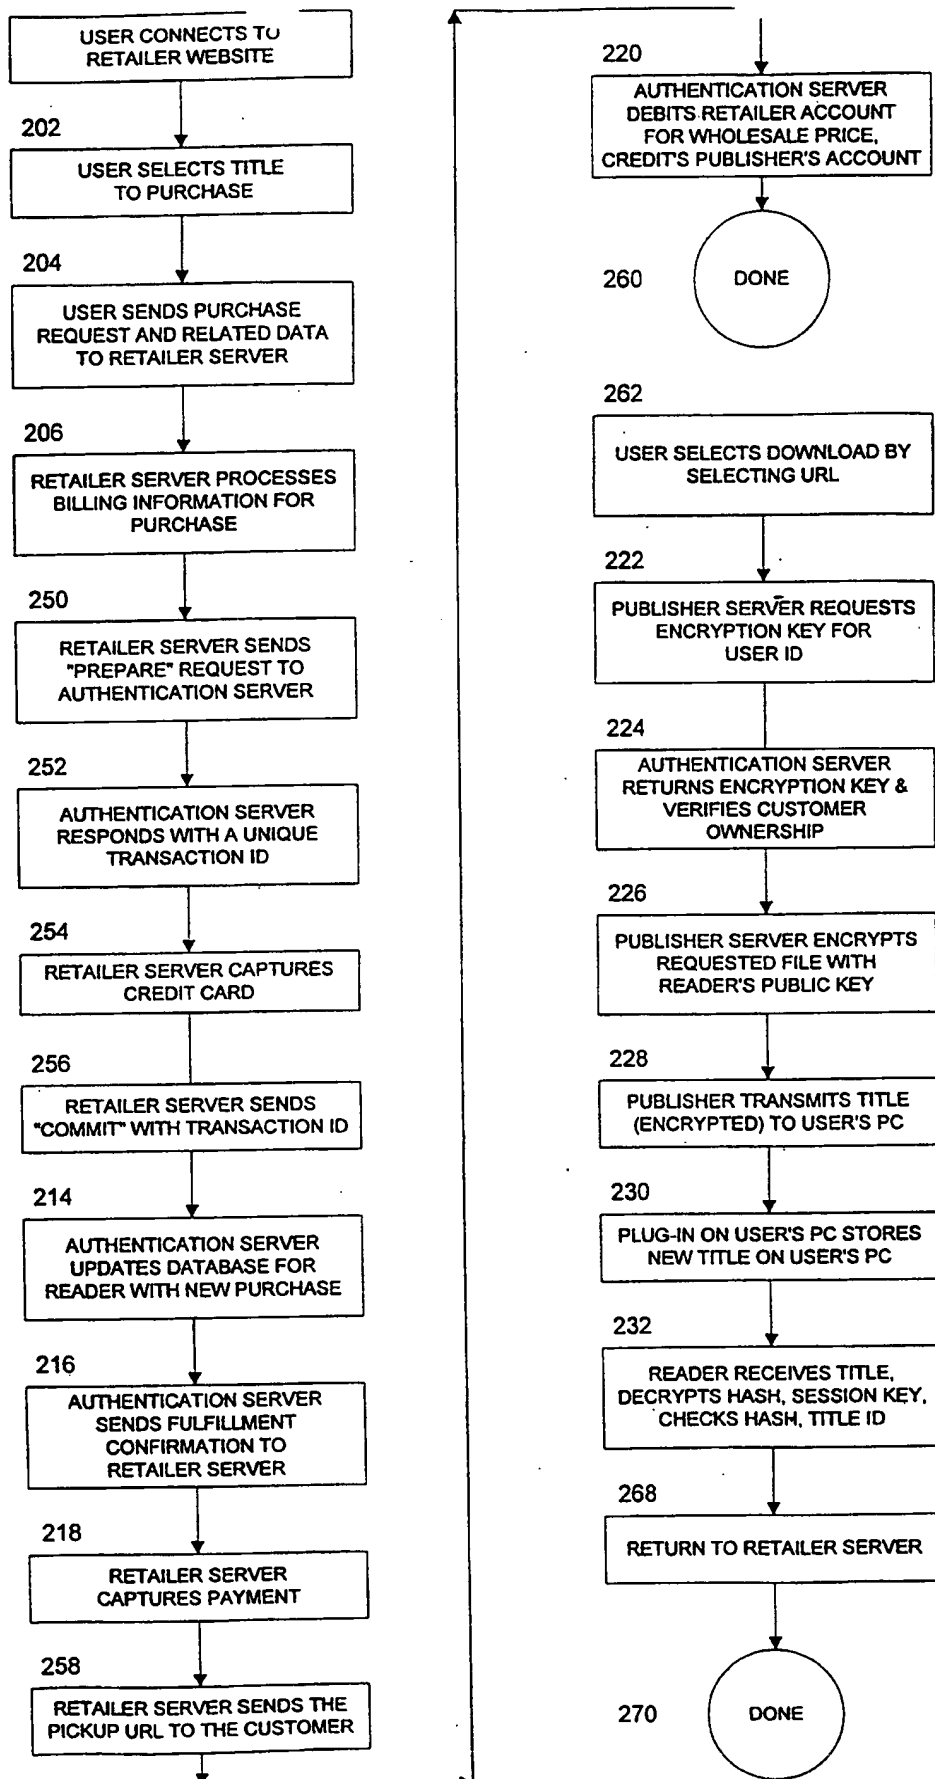 USER CONNECTS TO
RETAILER WEBSITE
202
USER SELECTS TITLE
TO PURCHASE
204
USER SENDS PURCHASE
REQUEST AND RELATED DATA
TO RETAILER SERVER
206
RETAILER SERVER PROCESSES
BILLING INFORMATION FOR
PURCHASE
250
RETAILER SERVER SENDS
"PREPARE" REQUEST TO
AUTHENTICATION SERVER
252
AUTHENTICATION SERVER
RESPONDS WITH A UNIQUE
TRANSACTION ID
254
RETAILER SERVER CAPTURES
CREDIT CARD
256
RETAILER SERVER SENDS
"COMMIT" WITH TRANSACTION ID
214
AUTHENTICATION SERVER
UPDATES DATABASE FOR
READER WITH NEW PURCHASE
216
AUTHENTICATION SERVER
SENDS FULFILLMENT
CONFIRMATION TO
RETAILER SERVER
218
RETAILER SERVER
CAPTURES PAYMENT
258
RETAILER SERVER SENDS THE
PICKUP URL TO THE CUSTOMER
220
AUTHENTICATION SERVER
DEBITS RETAILER ACCOUNT
FOR WHOLESALE PRICE,
CREDIT'S PUBLISHER'S ACCOUNT
260
DONE
262
USER SELECTS DOWNLOAD BY
SELECTING URL
222
PUBLISHER SERVER REQUESTS
ENCRYPTION KEY FOR
USER ID
224
AUTHENTICATION SERVER
RETURNS ENCRYPTION KEY &
VERIFIES CUSTOMER
OWNERSHIP
226
PUBLISHER SERVER ENCRYPTS
REQUESTED FILE WITH
READER'S PUBLIC KEY
228
PUBLISHER TRANSMITS TITLE
(ENCRYPTED) TO USER'S PC
230
PLUG-IN ON USER'S PC STORES
NEW TITLE ON USER'S PC
232
READER RECEIVES TITLE,
DECRYPTS HASH, SESSION KEY,
CHECKS HASH, TITLE ID
268
RETURN TO RETAILER SERVER
270
DONE